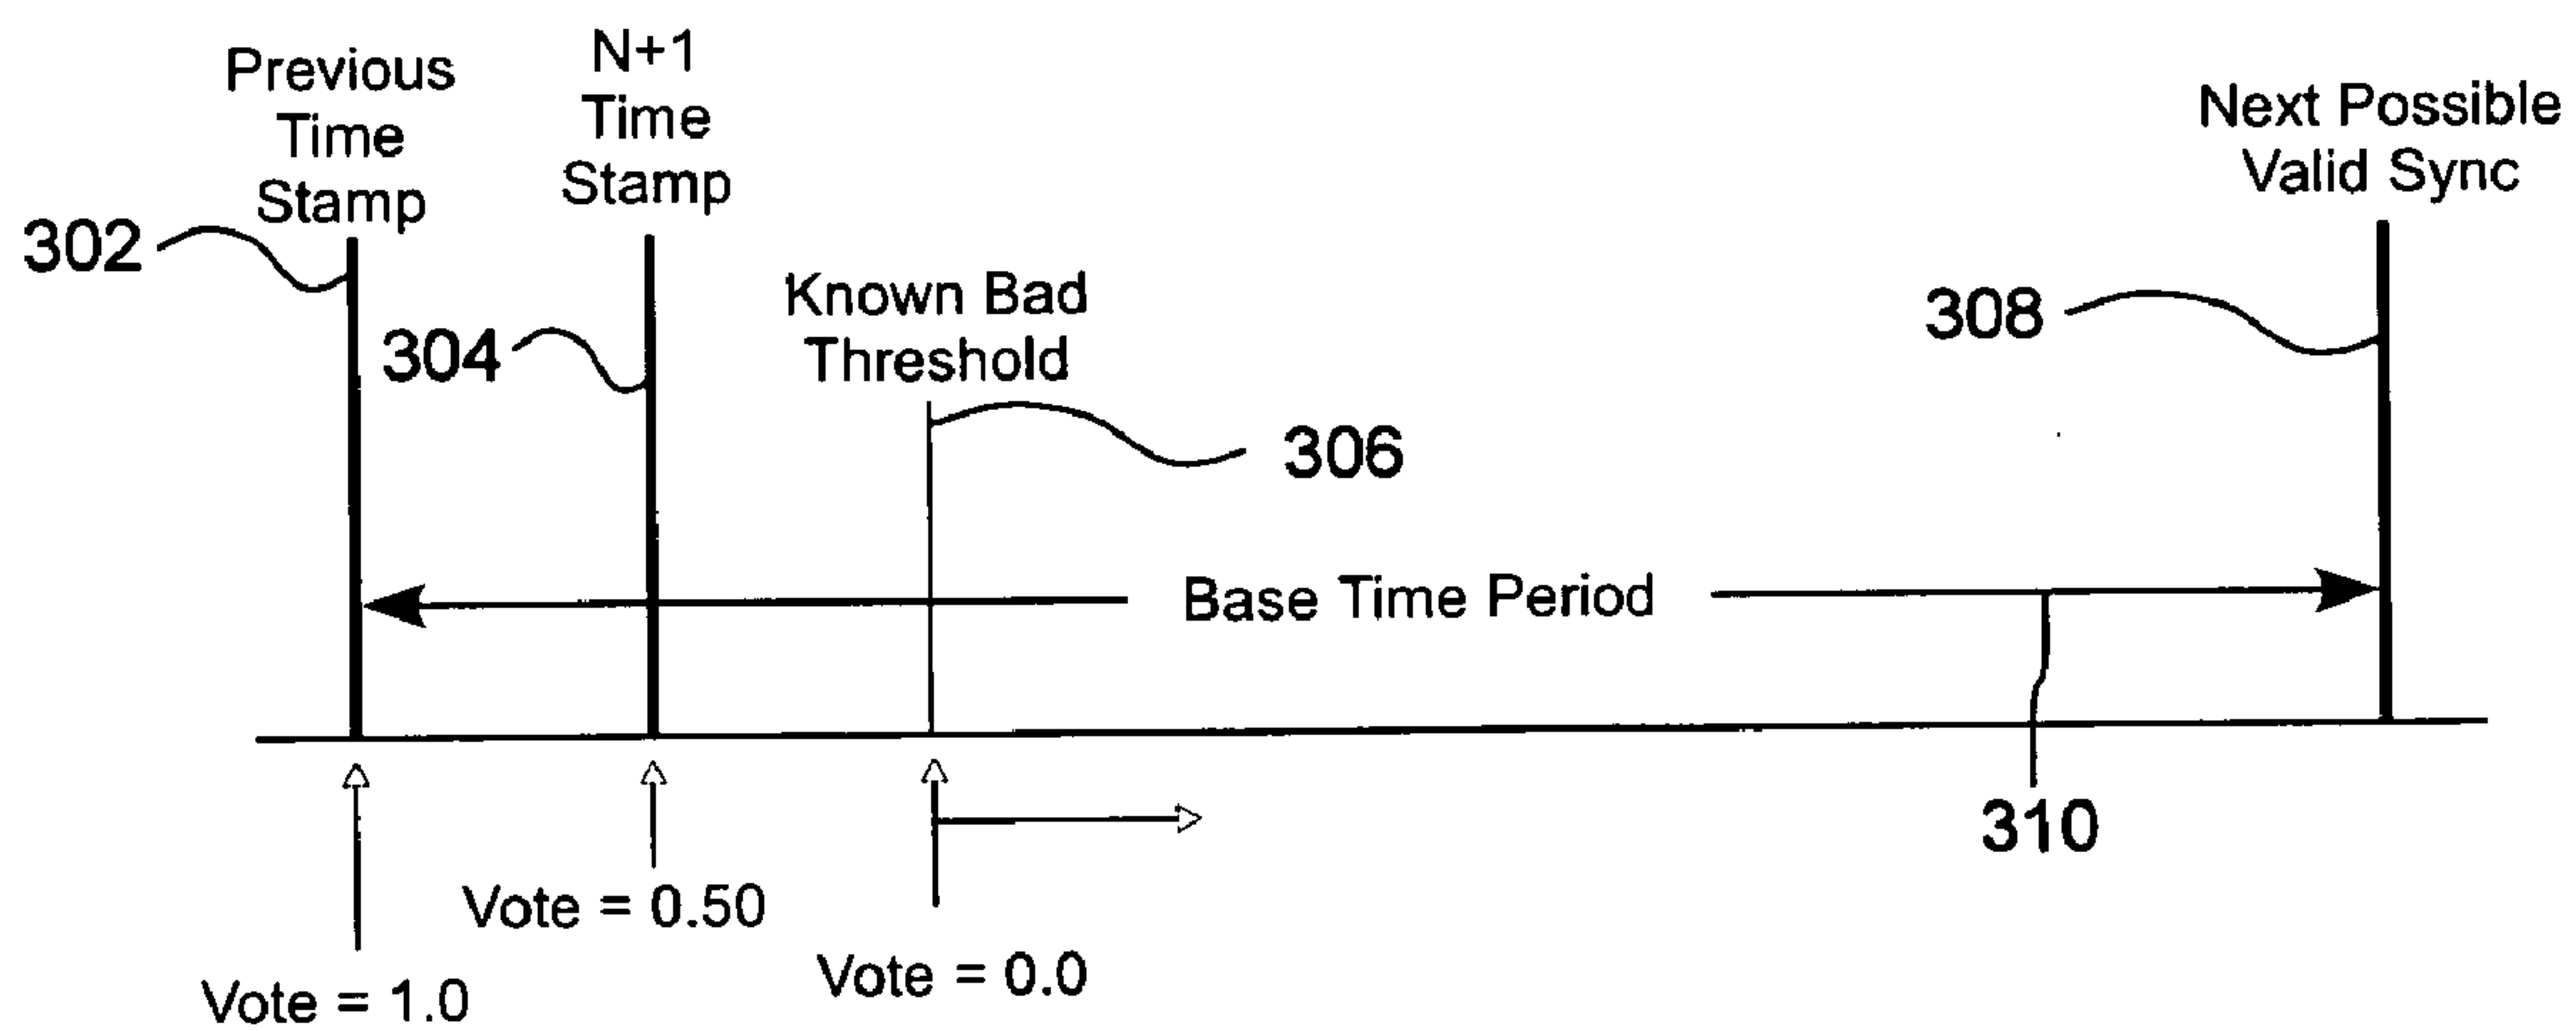 Previous
Time
Stamp
N+1
Time
Stamp
Next Possible
Valid Sync
302
304
Known Bad
Threshold
308
306
Base Time Period
310
Vote = 0.50
Vote = 0.0
Vote = 1.0